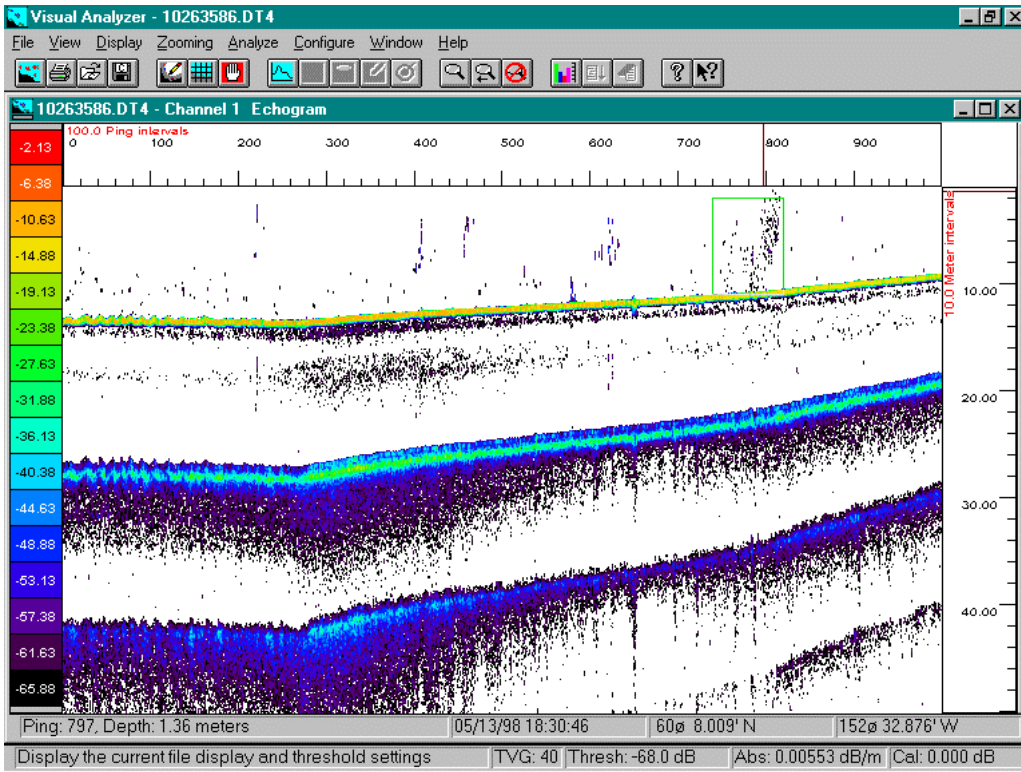 Visual Analyzer - 10263586.DT4
File View Display Zooming Analyze Configure Window Help
10263586.DT4 - Channel 1 Echogram
100.0 Ping intervals
0 100 200 300 400 500 600 700 800 900
-2.13
-6.38
-10.63
-14.88
-19.13
-23.38
-27.63
-31.88
-36.13
-40.38
-44.63
-48.88
-53.13
-57.38
-61.63
-65.88
10.0 Meter intervals
10.00
20.00
30.00
40.00
Ping: 797, Depth: 1.36 meters 05/13/98 18:30:46 60ø 8.009' N 152ø 32.876' W
Display the current file display and threshold settings TVG: 40 Thresh: -68.0 dB Abs: 0.00553 dB/m Cal: 0.000 dB